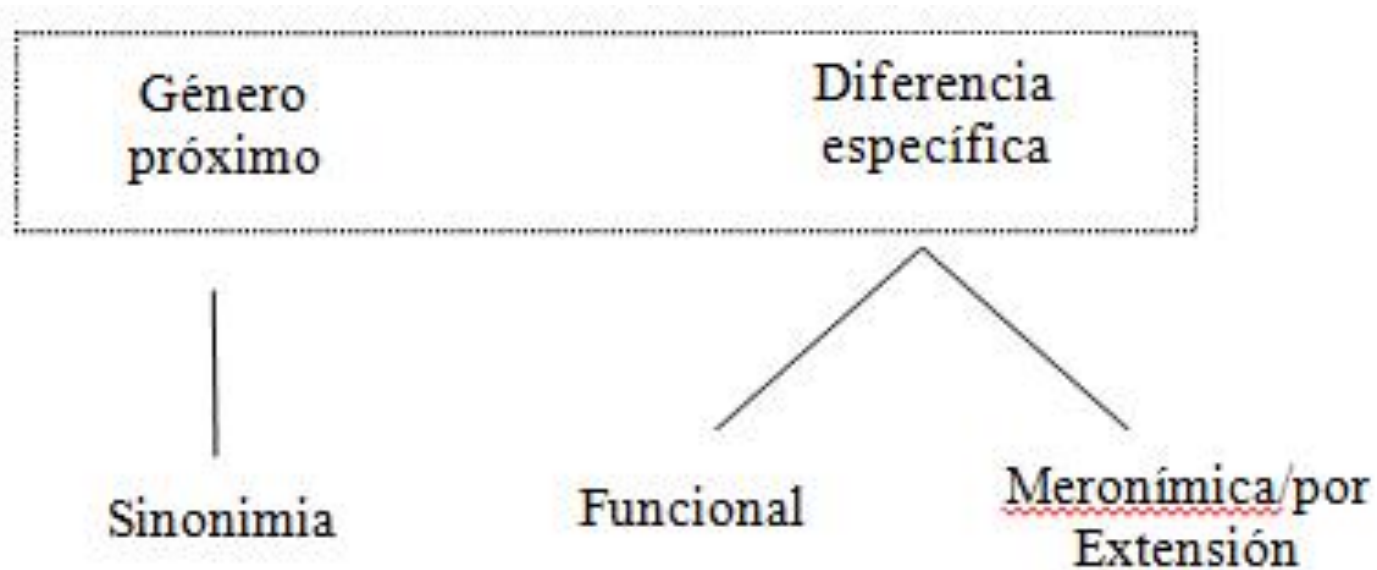 Género
próximo
Diferencia
específica
Sinonimia
Funcional
Meronímica/por
Extensión